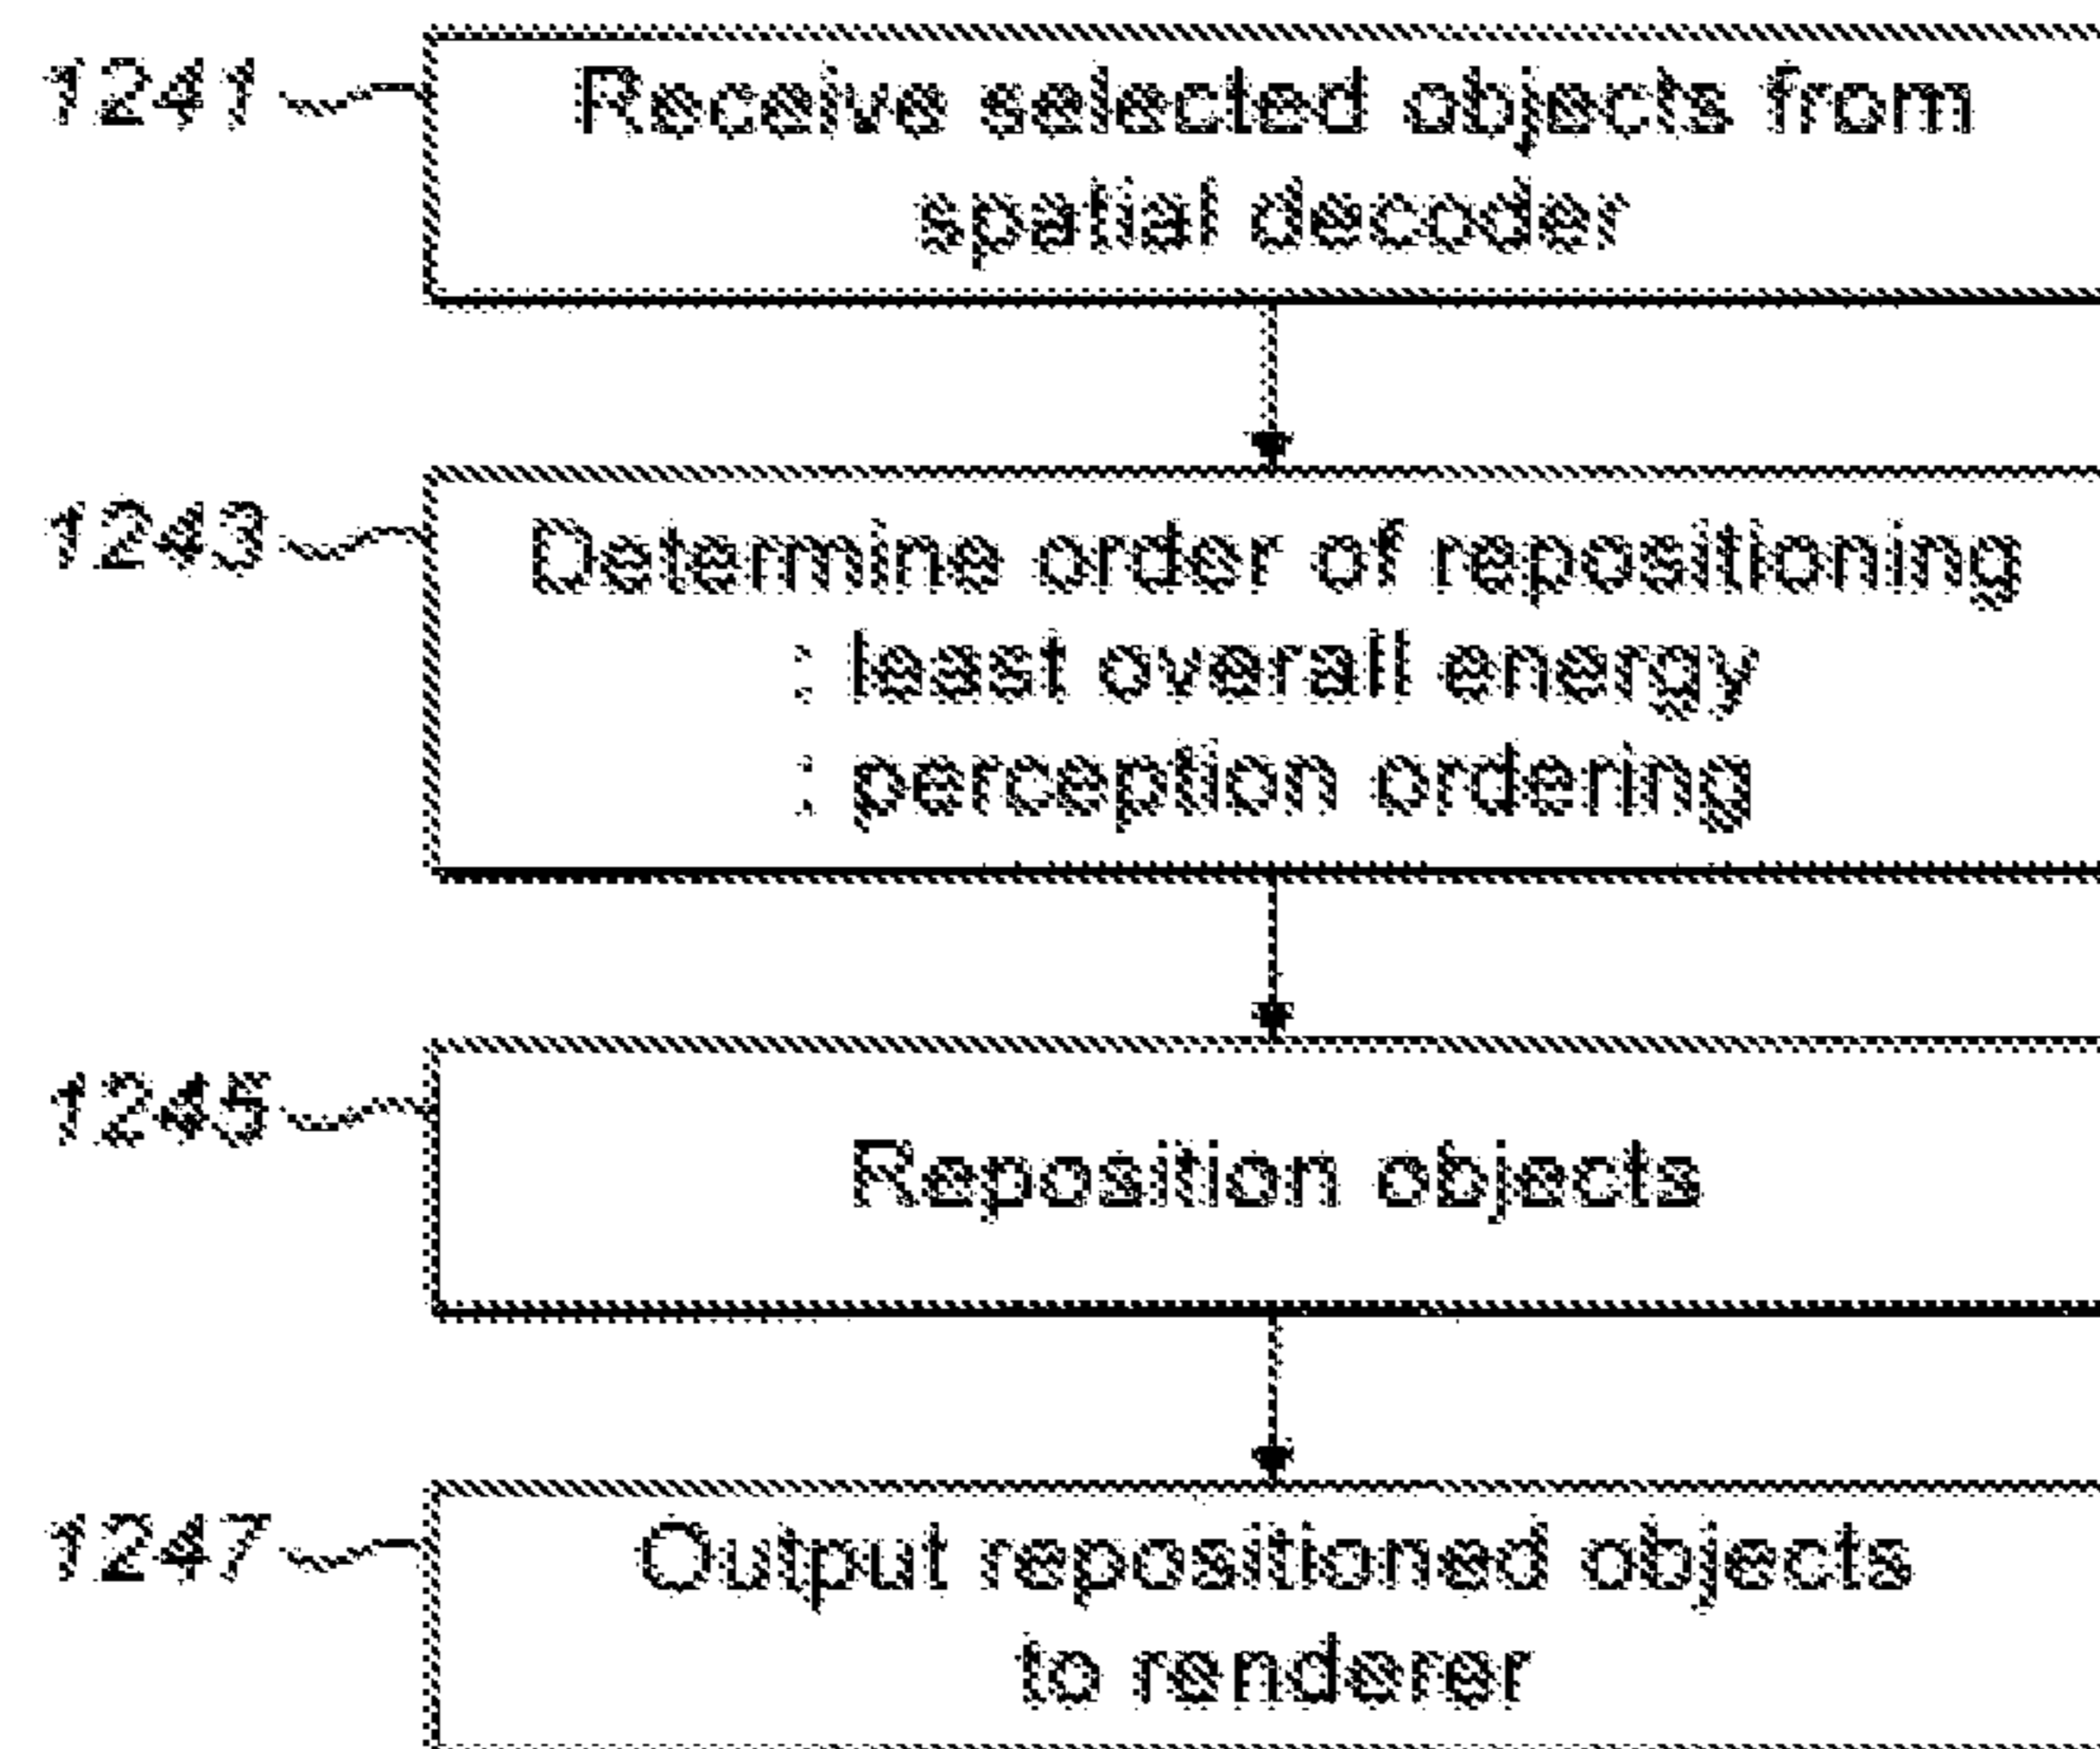 1241
Receive selected objects from
spatial decoder
1243
Determine order of repositioning
: least overall energy
: perception ordering
1245
Reposition objects
1247
Output repositioned objects
to renderer